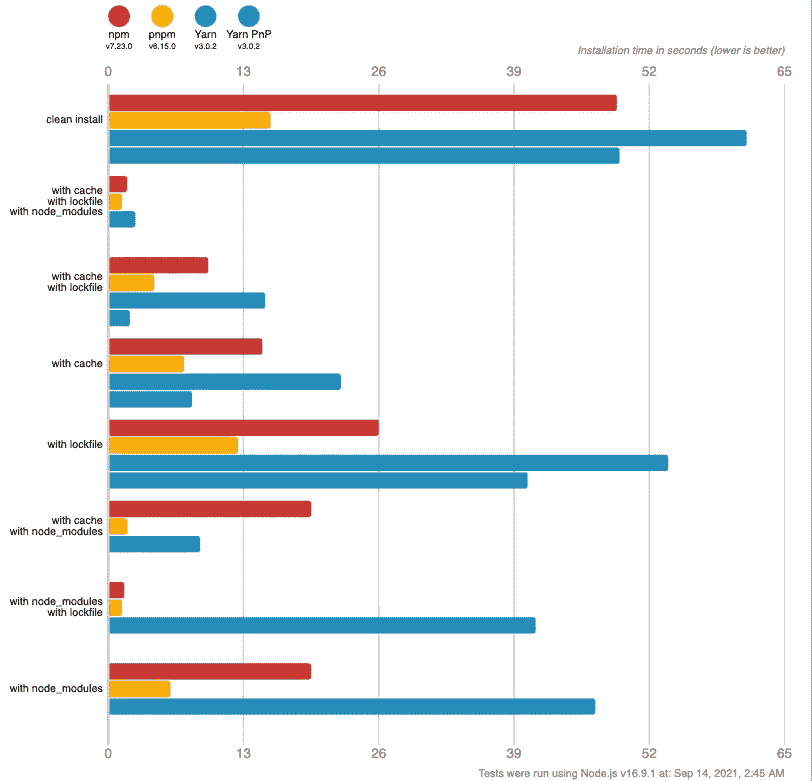 npm pnpm Yarn Yarn PnP
v7.23.0 v6.15.0 v3.0.2 v3.0.2
Installation time in seconds (lower is better)
0 13 26 39 52 65
clean install
with cache
with lockfile
with node_modules
with cache
with lockfile
with cache
with lockfile
with cache
with node_modules
with node_modules
with lockfile
with node_modules
0 13 26 39 52 65
Tests were run using Node.js v16.9.1 at: Sep 14, 2021, 2:45 AM